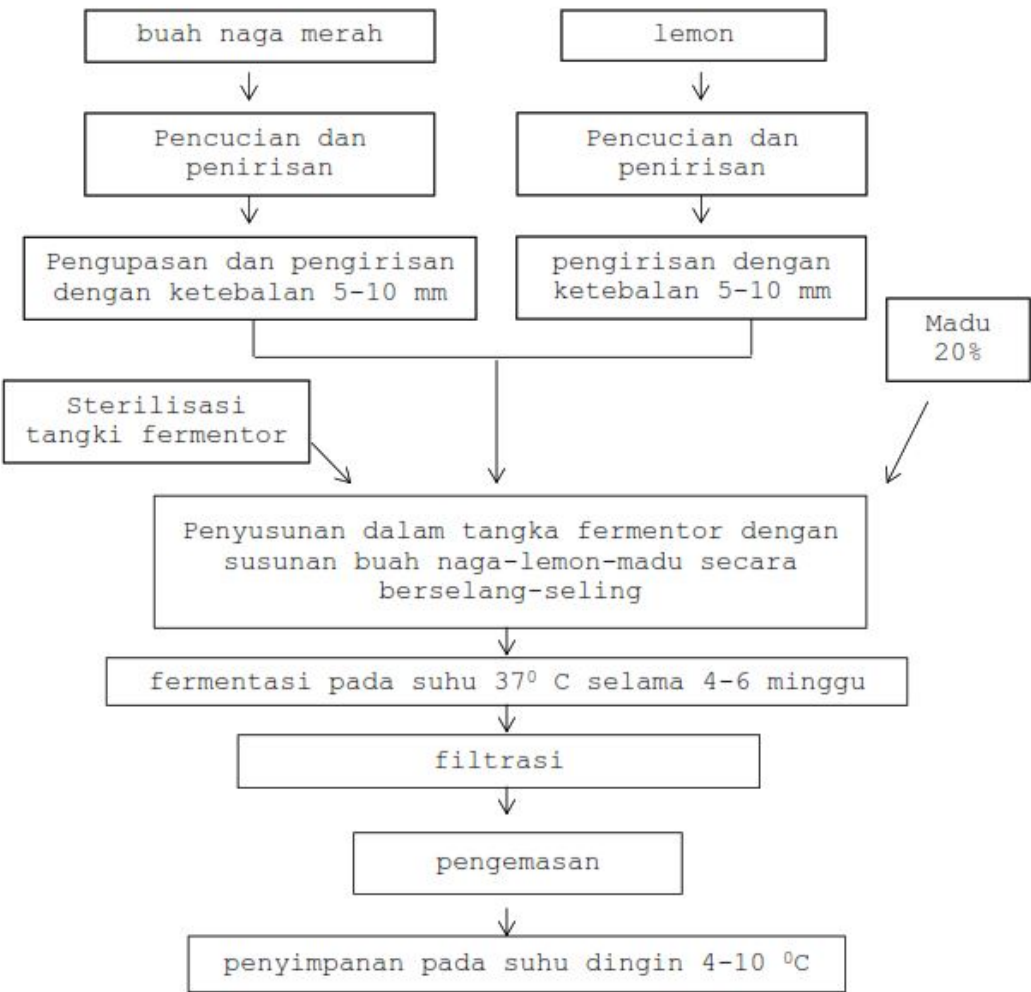 buah naga merah
lemon
Pencucian dan
penirisan
Pencucian dan
penirisan
Pengupasan dan pengirisan
dengan ketebalan 5-10 mm
pengirisan dengan
ketebalan 5-10 mm
Madu
20%
Sterilisasi
tangki fermentor
Penyusunan dalam tangka fermentor dengan
susunan buah naga-lemon-madu secara
berselang-seling
fermentasi pada suhu 37⁰ C selama 4-6 minggu
filtrasi
pengemasan
penyimpanan pada suhu dingin 4-10 ⁰C